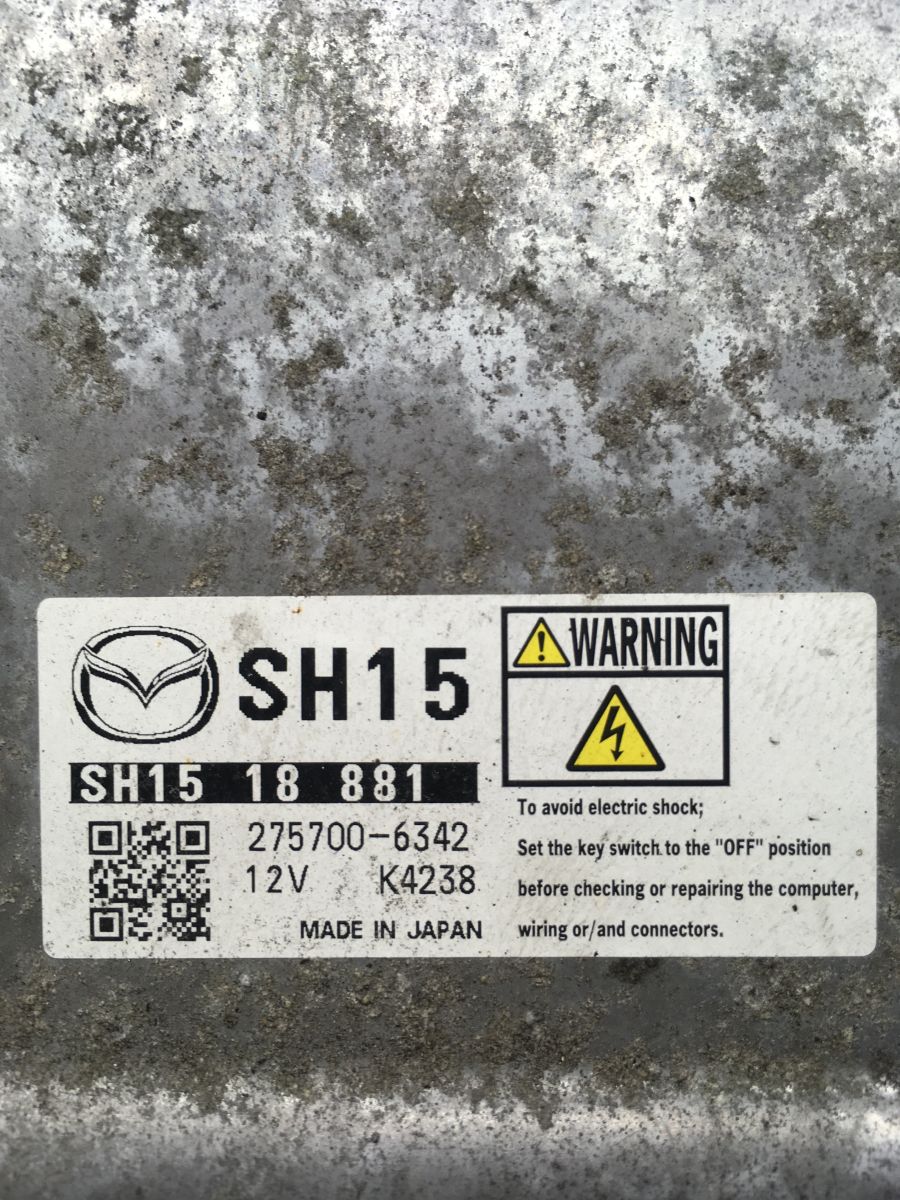 SH15
SH15 18 881
275700-6342
12V K4238
MADE IN JAPAN
WARNING
To avoid electric shock;
Set the key switch to the "OFF" position
before checking or repairing the computer,
wiring or/and connectors.